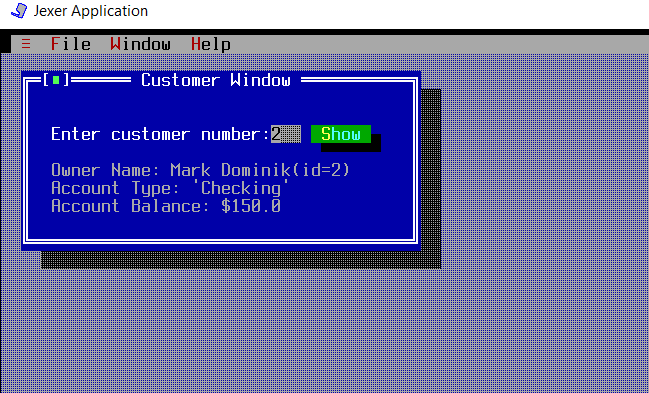 Jexer Application
≡ File Window Help
Customer Window
Enter customer number:2 Show
Owner Name: Mark Dominik(id=2)
Account Type: 'Checking'
Account Balance: $150.0